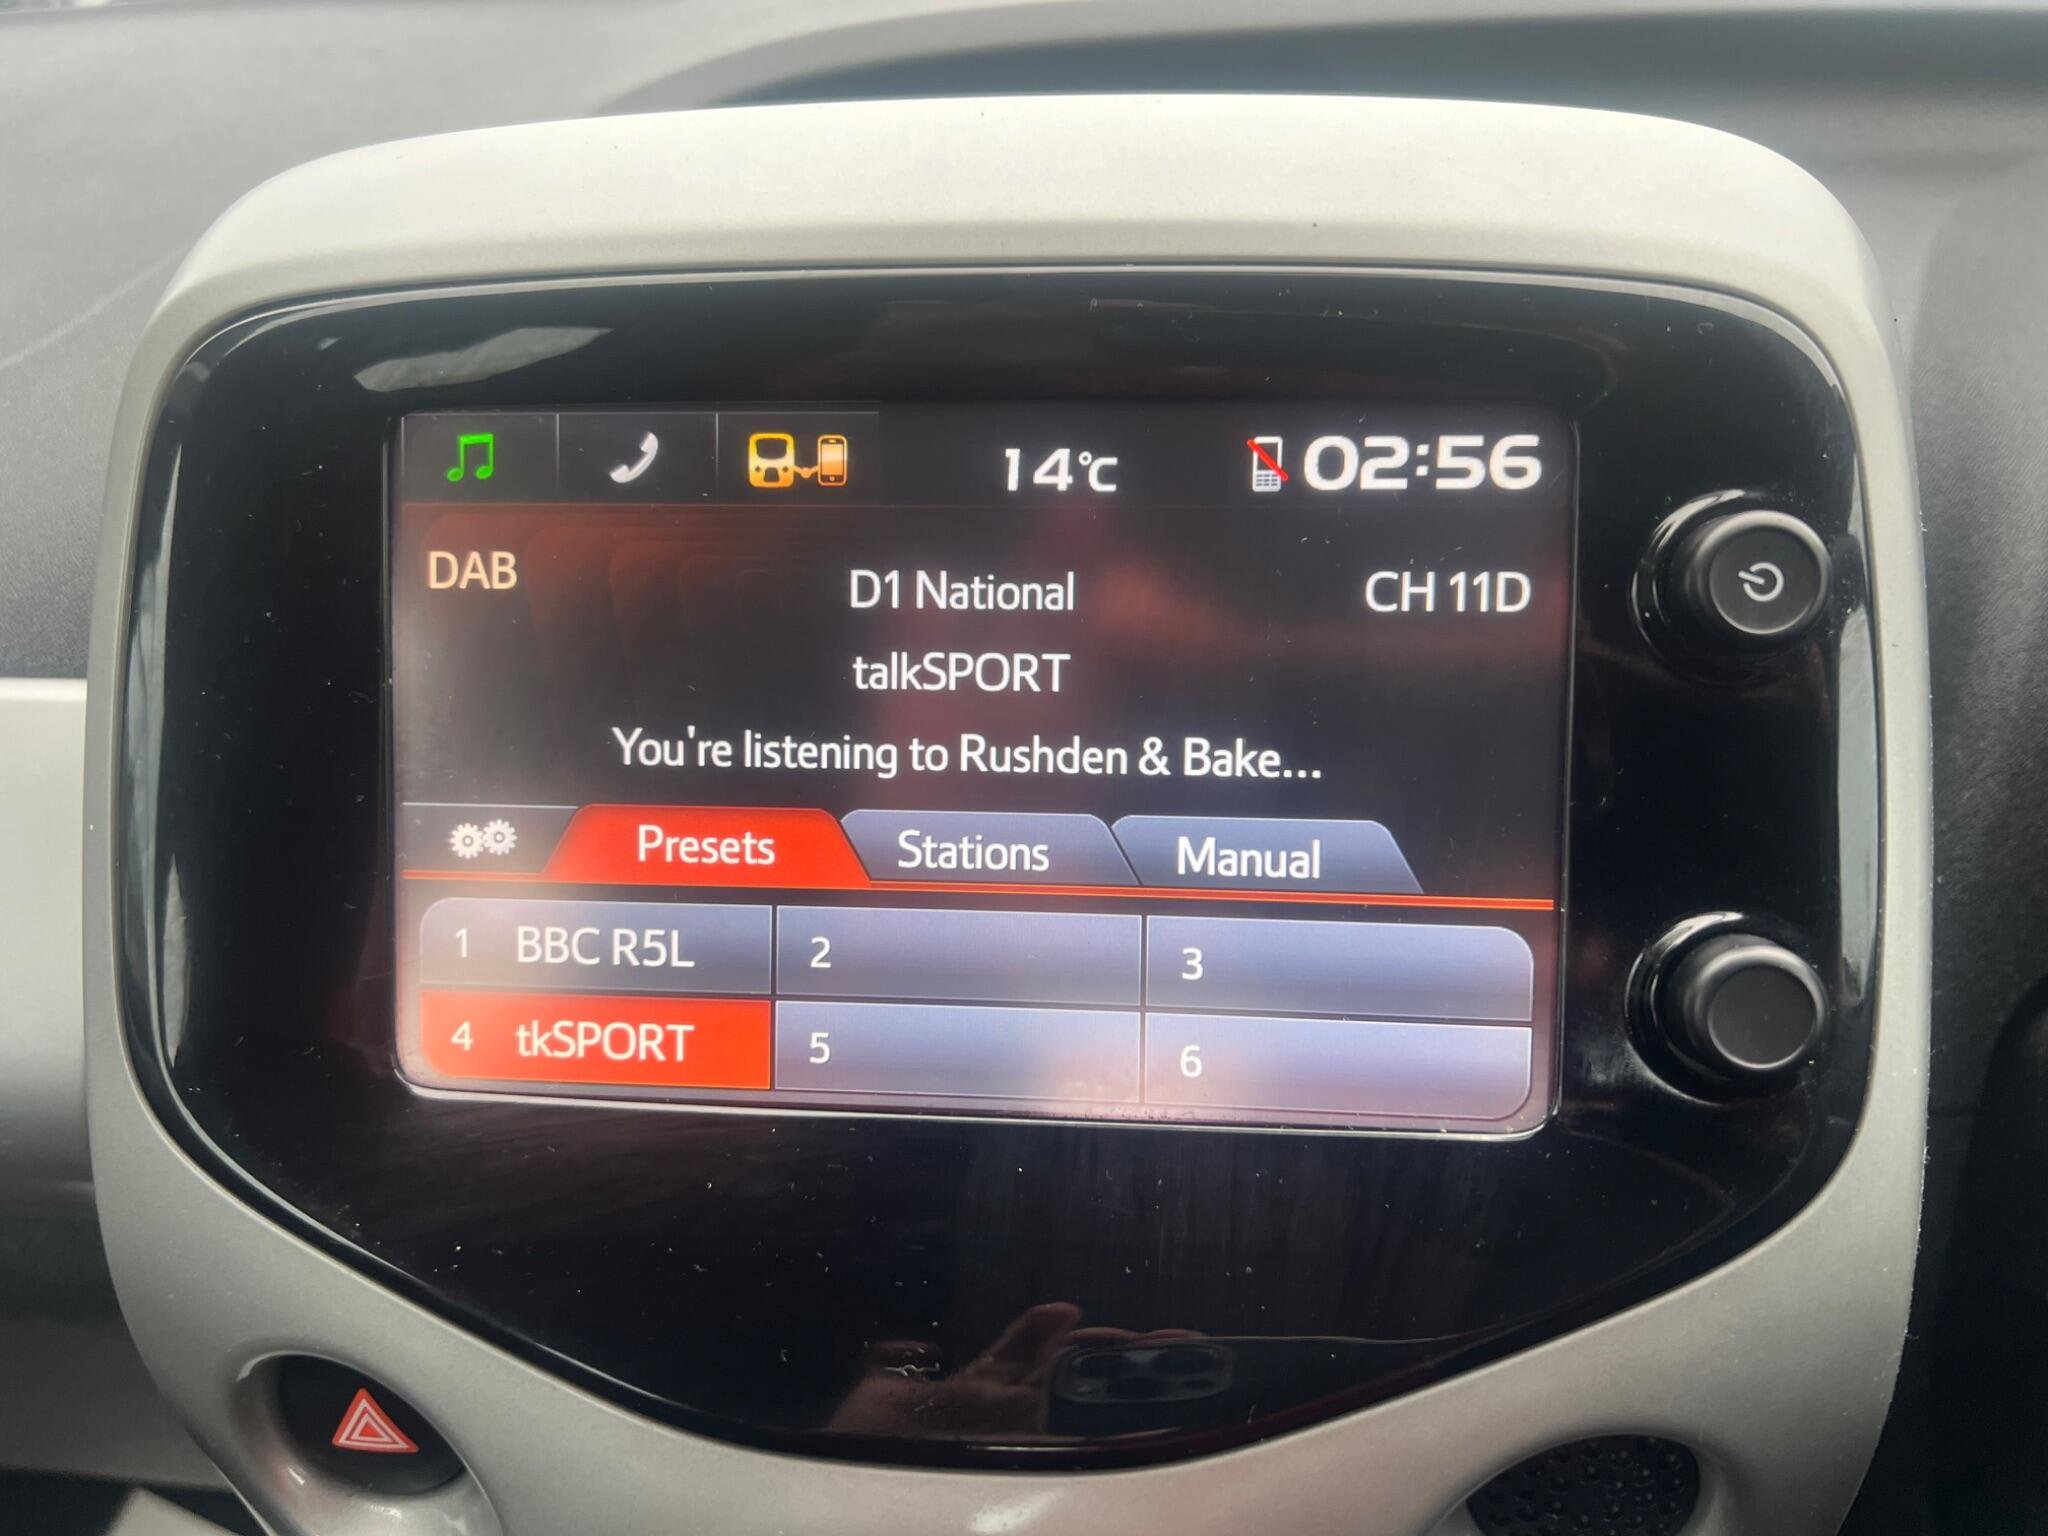 14°C 02:56
DAB D1 National CH 11D
talkSPORT
You're listening to Rushden & Bake...
Presets Stations Manual
1 BBC R5L 2 3
4 tkSPORT 5 6